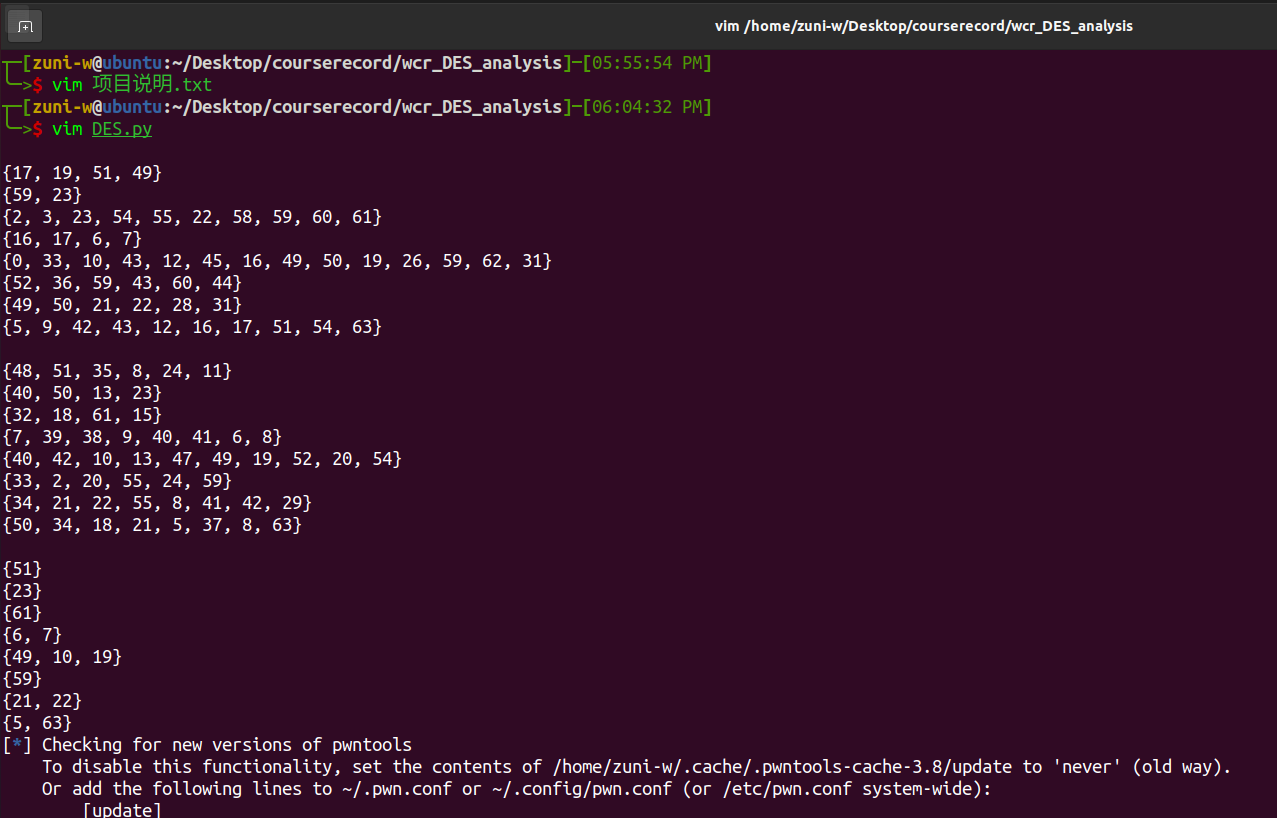 vim /home/zuni-w/Desktop/courserecord/wcr_DES_analysis
[zuni-w@ubuntu:~/Desktop/courserecord/wcr_DES_analysis]─[05:55:54 PM]
>$ vim 项目说明.txt
[zuni-w@ubuntu:~/Desktop/courserecord/wcr_DES_analysis]─[06:04:32 PM]
>$ vim DES.py
{17, 19, 51, 49}
{59, 23}
{2, 3, 23, 54, 55, 22, 58, 59, 60, 61}
{16, 17, 6, 7}
{0, 33, 10, 43, 12, 45, 16, 49, 50, 19, 26, 59, 62, 31}
{52, 36, 59, 43, 60, 44}
{49, 50, 21, 22, 28, 31}
{5, 9, 42, 43, 12, 16, 17, 51, 54, 63}
{48, 51, 35, 8, 24, 11}
{40, 50, 13, 23}
{32, 18, 61, 15}
{7, 39, 38, 9, 40, 41, 6, 8}
{40, 42, 10, 13, 47, 49, 19, 52, 20, 54}
{33, 2, 20, 55, 24, 59}
{34, 21, 22, 55, 8, 41, 42, 29}
{50, 34, 18, 21, 5, 37, 8, 63}
{51}
{23}
{61}
{6, 7}
{49, 10, 19}
{59}
{21, 22}
{5, 63}
[*] Checking for new versions of pwntools
To disable this functionality, set the contents of /home/zuni-w/.cache/.pwntools-cache-3.8/update to 'never' (old way).
Or add the following lines to ~/.pwn.conf or ~/.config/pwn.conf (or /etc/pwn.conf system-wide):
[update]